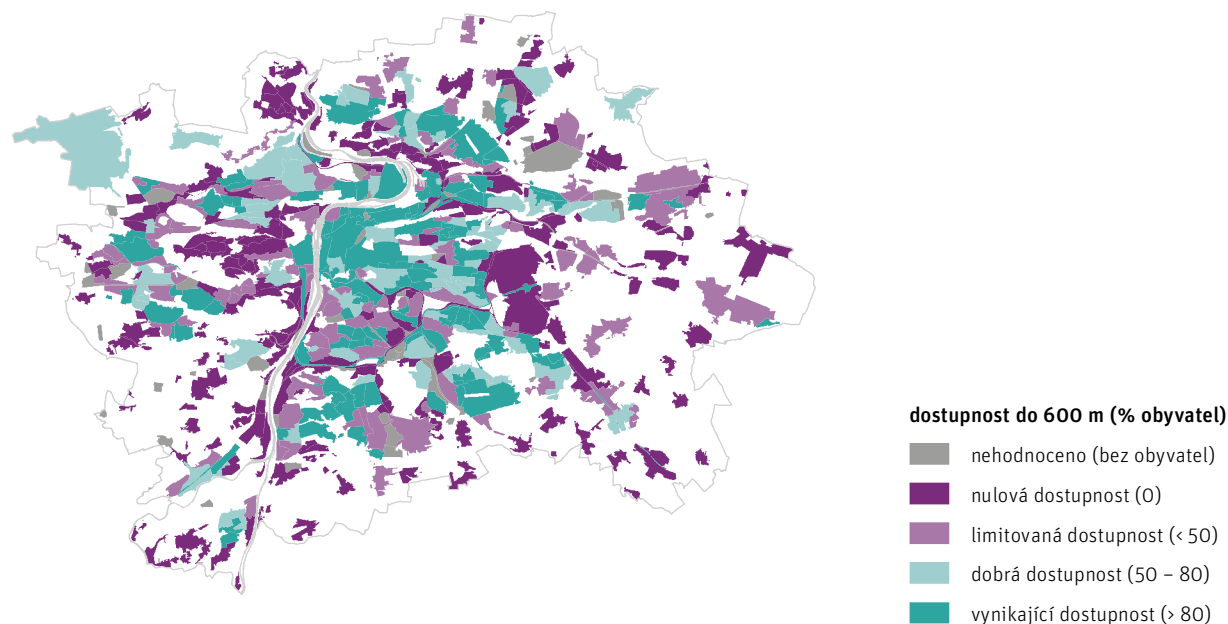 dostupnost do 600 m (% obyvatel)
nehodnoceno (bez obyvatel)
nulová dostupnost (0)
limitovaná dostupnost (< 50)
dobrá dostupnost (50 – 80)
vynikající dostupnost (> 80)